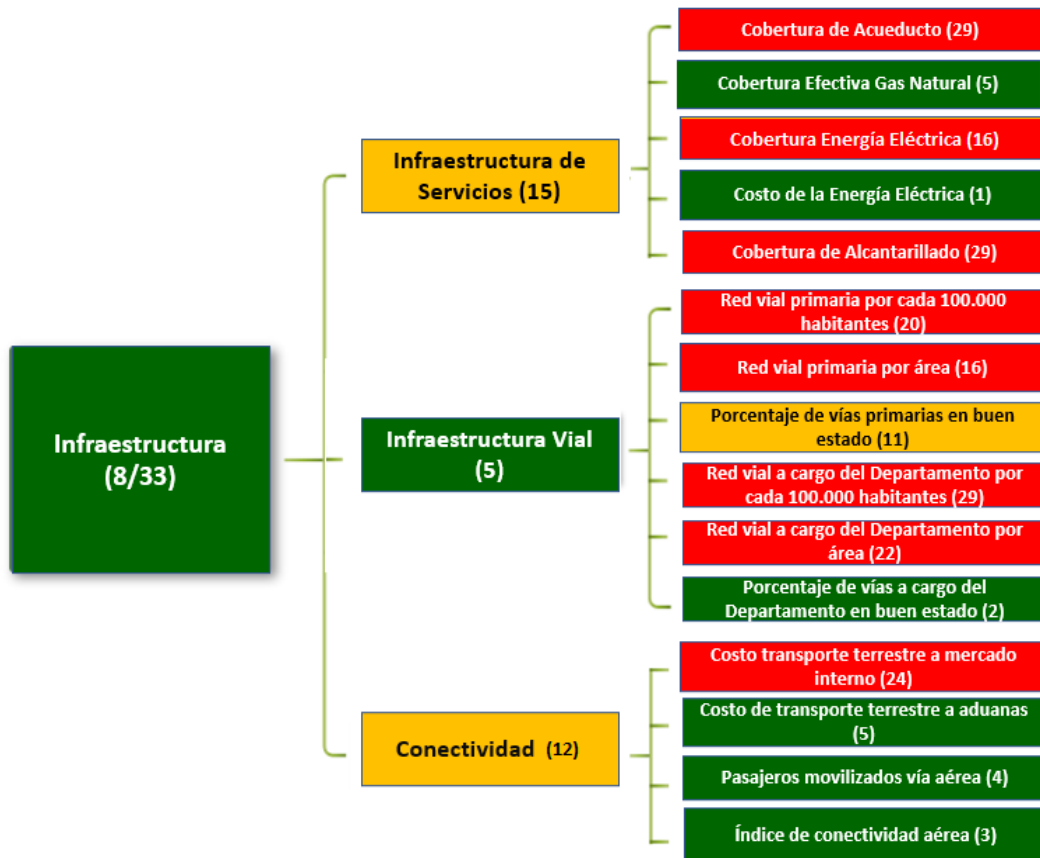 Cobertura de Acueducto (29)
Cobertura Efectiva Gas Natural (5)
Cobertura Energía Eléctrica (16)
Infraestructura de
Servicios (15)
Costo de la Energía Eléctrica (1)
Cobertura de Alcantarillado (29)
Red vial primaria por cada 100.000
habitantes (20)
Red vial primaria por área (16)
Infraestructura
(8/33)
Infraestructura Vial
(5)
Porcentaje de vías primarias en buen
estado (11)
Red vial a cargo del Departamento por
cada 100.000 habitantes (29)
Red vial a cargo del Departamento por
área (22)
Porcentaje de vías a cargo del
Departamento en buen estado (2)
Costo transporte terrestre a mercado
interno (24)
Costo de transporte terrestre a aduanas
(5)
Conectividad (12)
Pasajeros movilizados vía aérea (4)
Índice de conectividad aérea (3)